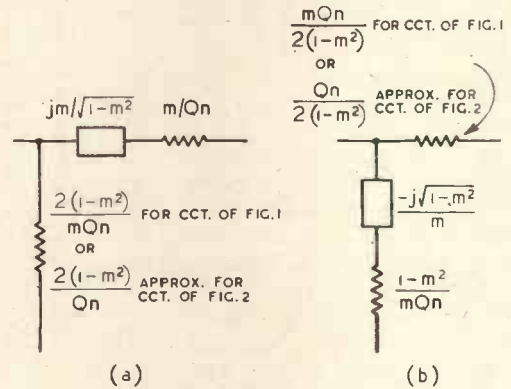 jm/√1-m²
m/Qn
2(1-m²)/mQn FOR CCT. OF FIG.1
OR
2(1-m²)/Qn APPROX. FOR
CCT. OF FIG.2
(a)
mQn/2(1-m²) FOR CCT. OF FIG.1
OR
Qn/2(1-m²) APPROX. FOR
CCT. OF FIG.2
-j√1-m²/m
1-m²/mQn
(b)